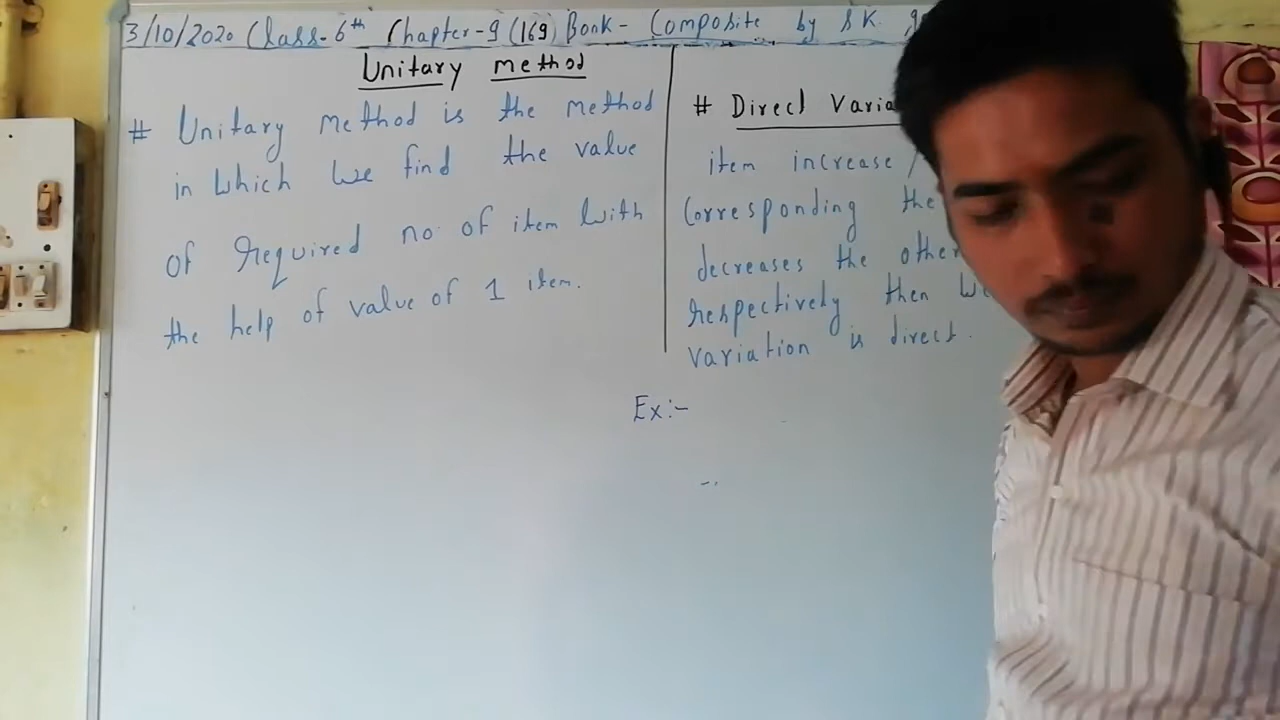 3/10/2020 Class-6th Chapter-9 (169) Book- Composite by S K.
Unitary method
# Unitary method is the method
in which we find the value
of required no. of item with
the help of value of 1 item.
# Direct
item increase /
Corresponding the
decreases the other
respectively then
variation is direct.
Ex:-